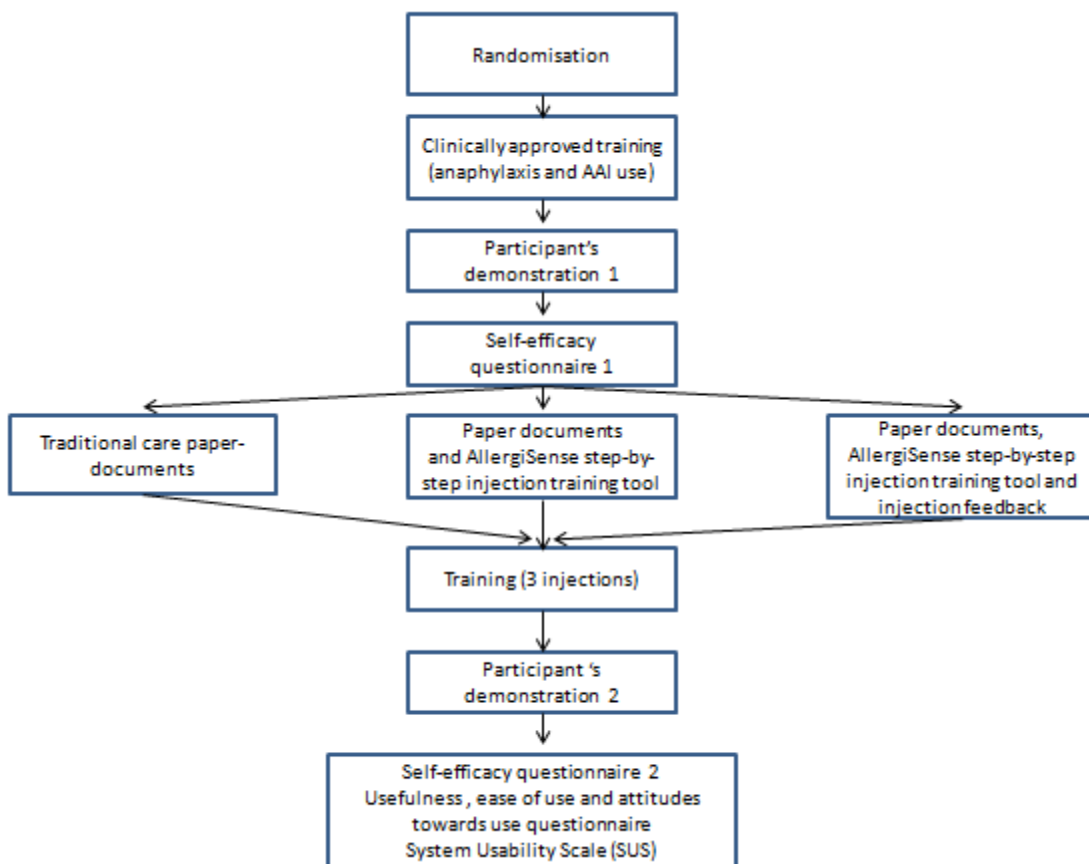 Randomisation
Clinically approved training
(anaphylaxis and AAI use)
Participant's
demonstration 1
Self-efficacy
questionnaire 1
Traditional care paper-
documents
Paper documents
and AllergiSense step-by-
step injection training tool
Paper documents,
AllergiSense step-by-step
injection training tool and
injection feedback
Training (3 injections)
Participant 's
demonstration 2
Self-efficacy questionnaire 2
Usefulness , ease of use and attitudes
towards use questionnaire
System Usability Scale (SUS)